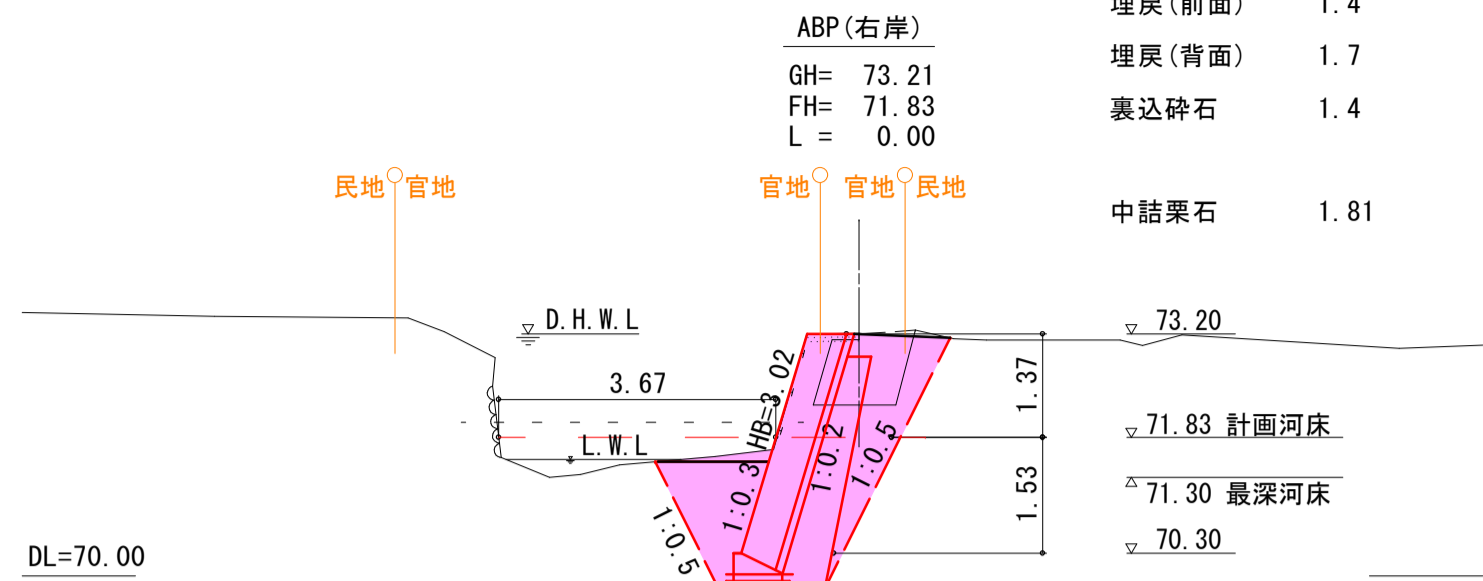 ABP(右岸)
GH= 73.21
FH= 71.83
L = 0.00
埋戻(前面) 1.4
埋戻(背面) 1.7
裏込砕石 1.4
中詰栗石 1.81
民地 官地
官地 官地 民地
D.H.W.L
73.20
3.67
HB=3.02
1.37
71.83 計画河床
L.W.L
1:0.3
1:0.2
1:0.5
1:0.5
1.53
71.30 最深河床
70.30
DL=70.00